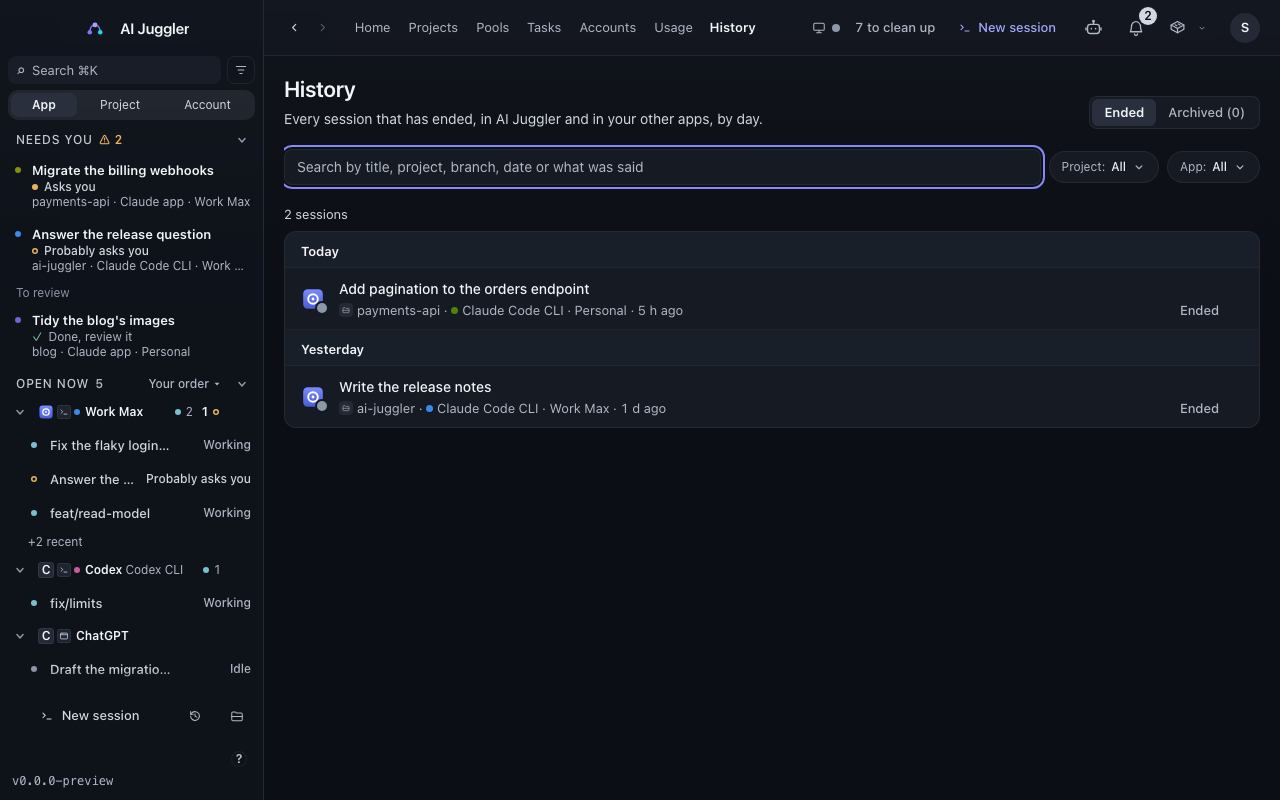 AI Juggler
Search ⌘K
App Project Account
NEEDS YOU 2
Migrate the billing webhooks
Asks you
payments-api · Claude app · Work Max
Answer the release question
Probably asks you
ai-juggler · Claude Code CLI · Work ...
To review
Tidy the blog's images
✓ Done, review it
blog · Claude app · Personal
OPEN NOW 5 Your order
Work Max 2 1
Fix the flaky login... Working
Answer the ... Probably asks you
feat/read-model Working
+2 recent
C Codex Codex CLI 1
fix/limits Working
C ChatGPT
Draft the migratio... Idle
New session
?
v0.0.0-preview
Home Projects Pools Tasks Accounts Usage History
7 to clean up New session 2 S
History
Every session that has ended, in AI Juggler and in your other apps, by day.
Ended Archived (0)
Search by title, project, branch, date or what was said
Project: All App: All
2 sessions
Today
Add pagination to the orders endpoint
payments-api · Claude Code CLI · Personal · 5 h ago Ended
Yesterday
Write the release notes
ai-juggler · Claude Code CLI · Work Max · 1 d ago Ended